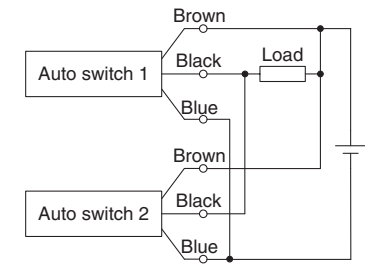 Brown
Auto switch 1
Black
Load
Blue
Brown
Auto switch 2
Black
Blue